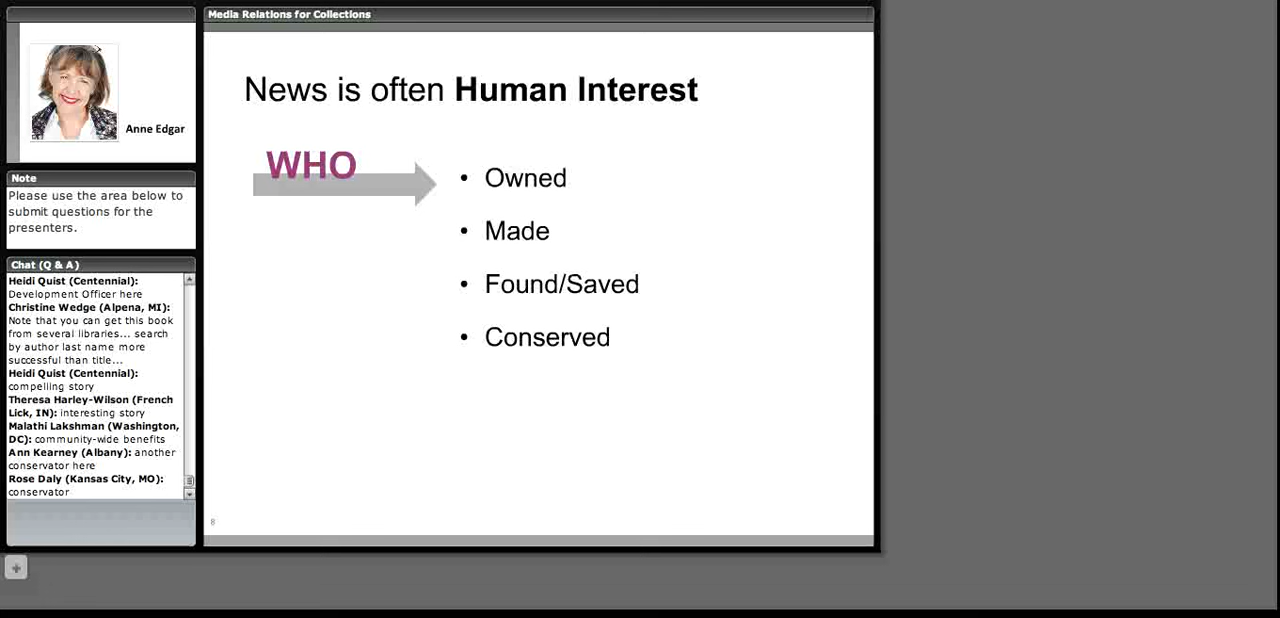 Anne Edgar
Note
Please use the area below to
submit questions for the
presenters.
Chat (Q & A)
Heidi Quist (Centennial):
Development Officer here
Christine Wedge (Alpena, MI):
Note that you can get this book
from several libraries... search
by author last name more
successful than title...
Heidi Quist (Centennial):
compelling story
Theresa Harley-Wilson (French
Lick, IN): interesting story
Malathi Lakshman (Washington,
DC): community-wide benefits
Ann Kearney (Albany): another
conservator here
Rose Daly (Kansas City, MO):
conservator
Media Relations for Collections
News is often Human Interest
WHO
• Owned
• Made
• Found/Saved
• Conserved
8